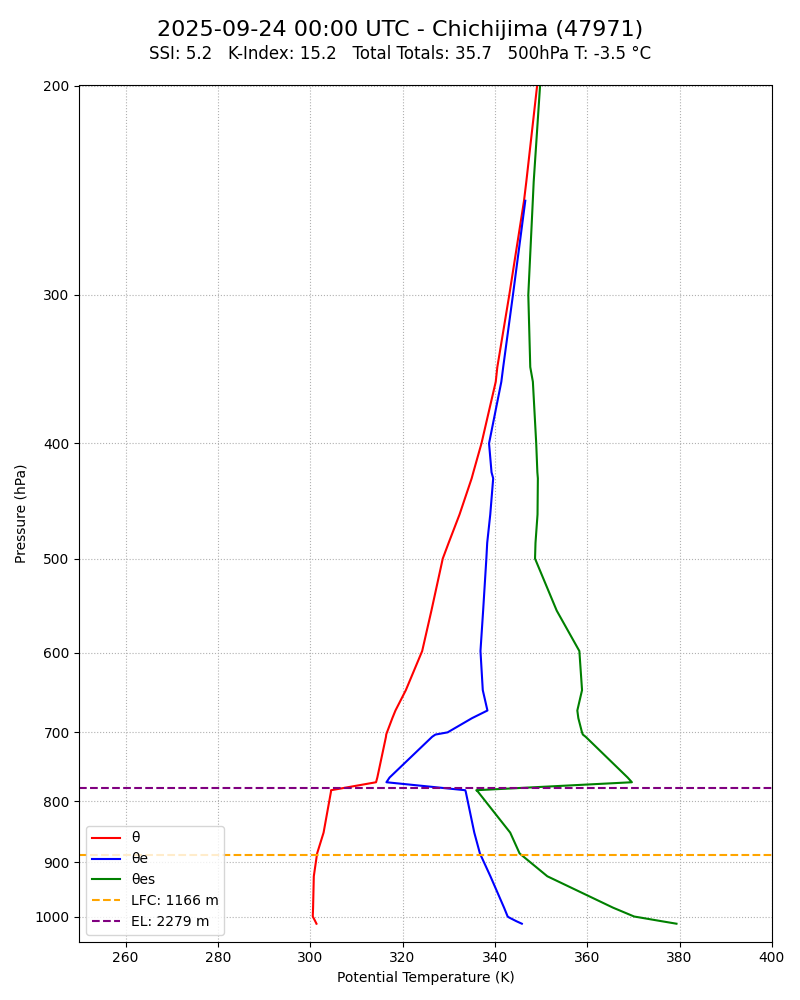 2025-09-24 00:00 UTC - Chichijima (47971)
SSI: 5.2   K-Index: 15.2   Total Totals: 35.7   500hPa T: -3.5 °C
200
300
400
500
600
700
800
900
1000
Pressure (hPa)
θ
θe
θes
LFC: 1166 m
EL: 2279 m
260 280 300 320 340 360 380 400
Potential Temperature (K)